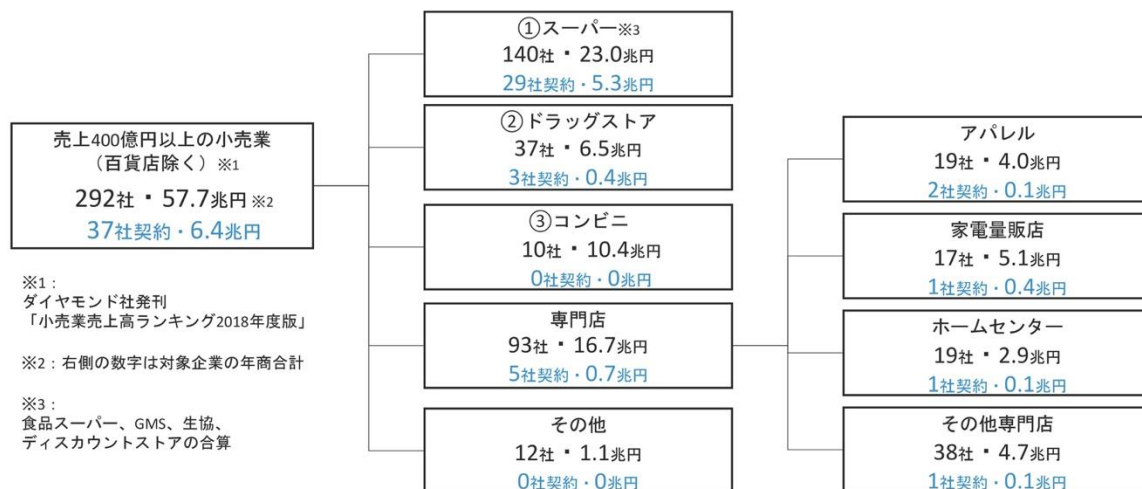 売上400億円以上の小売業
（百貨店除く）※1
292社・57.7兆円 ※2
37社契約・6.4兆円
※1：
ダイヤモンド社発刊
「小売業売上高ランキング2018年度版」
※2：右側の数字は対象企業の年商合計
※3：
食品スーパー、GMS、生協、
ディスカウントストアの合算
①スーパー※3
140社・23.0兆円
29社契約・5.3兆円
②ドラッグストア
37社・6.5兆円
3社契約・0.4兆円
③コンビニ
10社・10.4兆円
0社契約・0兆円
専門店
93社・16.7兆円
5社契約・0.7兆円
その他
12社・1.1兆円
0社契約・0兆円
アパレル
19社・4.0兆円
2社契約・0.1兆円
家電量販店
17社・5.1兆円
1社契約・0.4兆円
ホームセンター
19社・2.9兆円
1社契約・0.1兆円
その他専門店
38社・4.7兆円
1社契約・0.1兆円